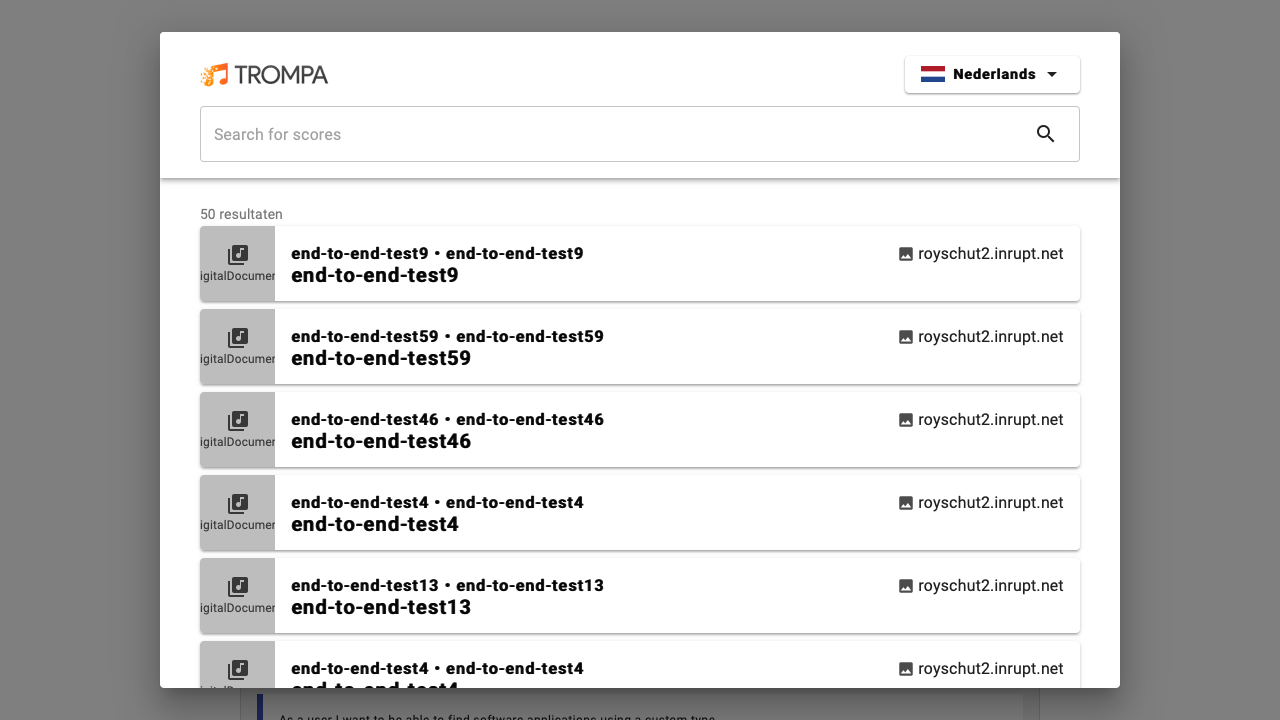 TROMPA
Nederlands
Search for scores
50 resultaten
end-to-end-test9 • end-to-end-test9
royschut2.inrupt.net
igitalDocumen
end-to-end-test9
end-to-end-test59 • end-to-end-test59
royschut2.inrupt.net
igitalDocumen
end-to-end-test59
end-to-end-test46 • end-to-end-test46
royschut2.inrupt.net
igitalDocumen
end-to-end-test46
end-to-end-test4 • end-to-end-test4
royschut2.inrupt.net
igitalDocumen
end-to-end-test4
end-to-end-test13 • end-to-end-test13
royschut2.inrupt.net
igitalDocumen
end-to-end-test13
end-to-end-test4 • end-to-end-test4
royschut2.inrupt.net
end-to-end-test4
As a user I want to be able to find software applications using a custom type